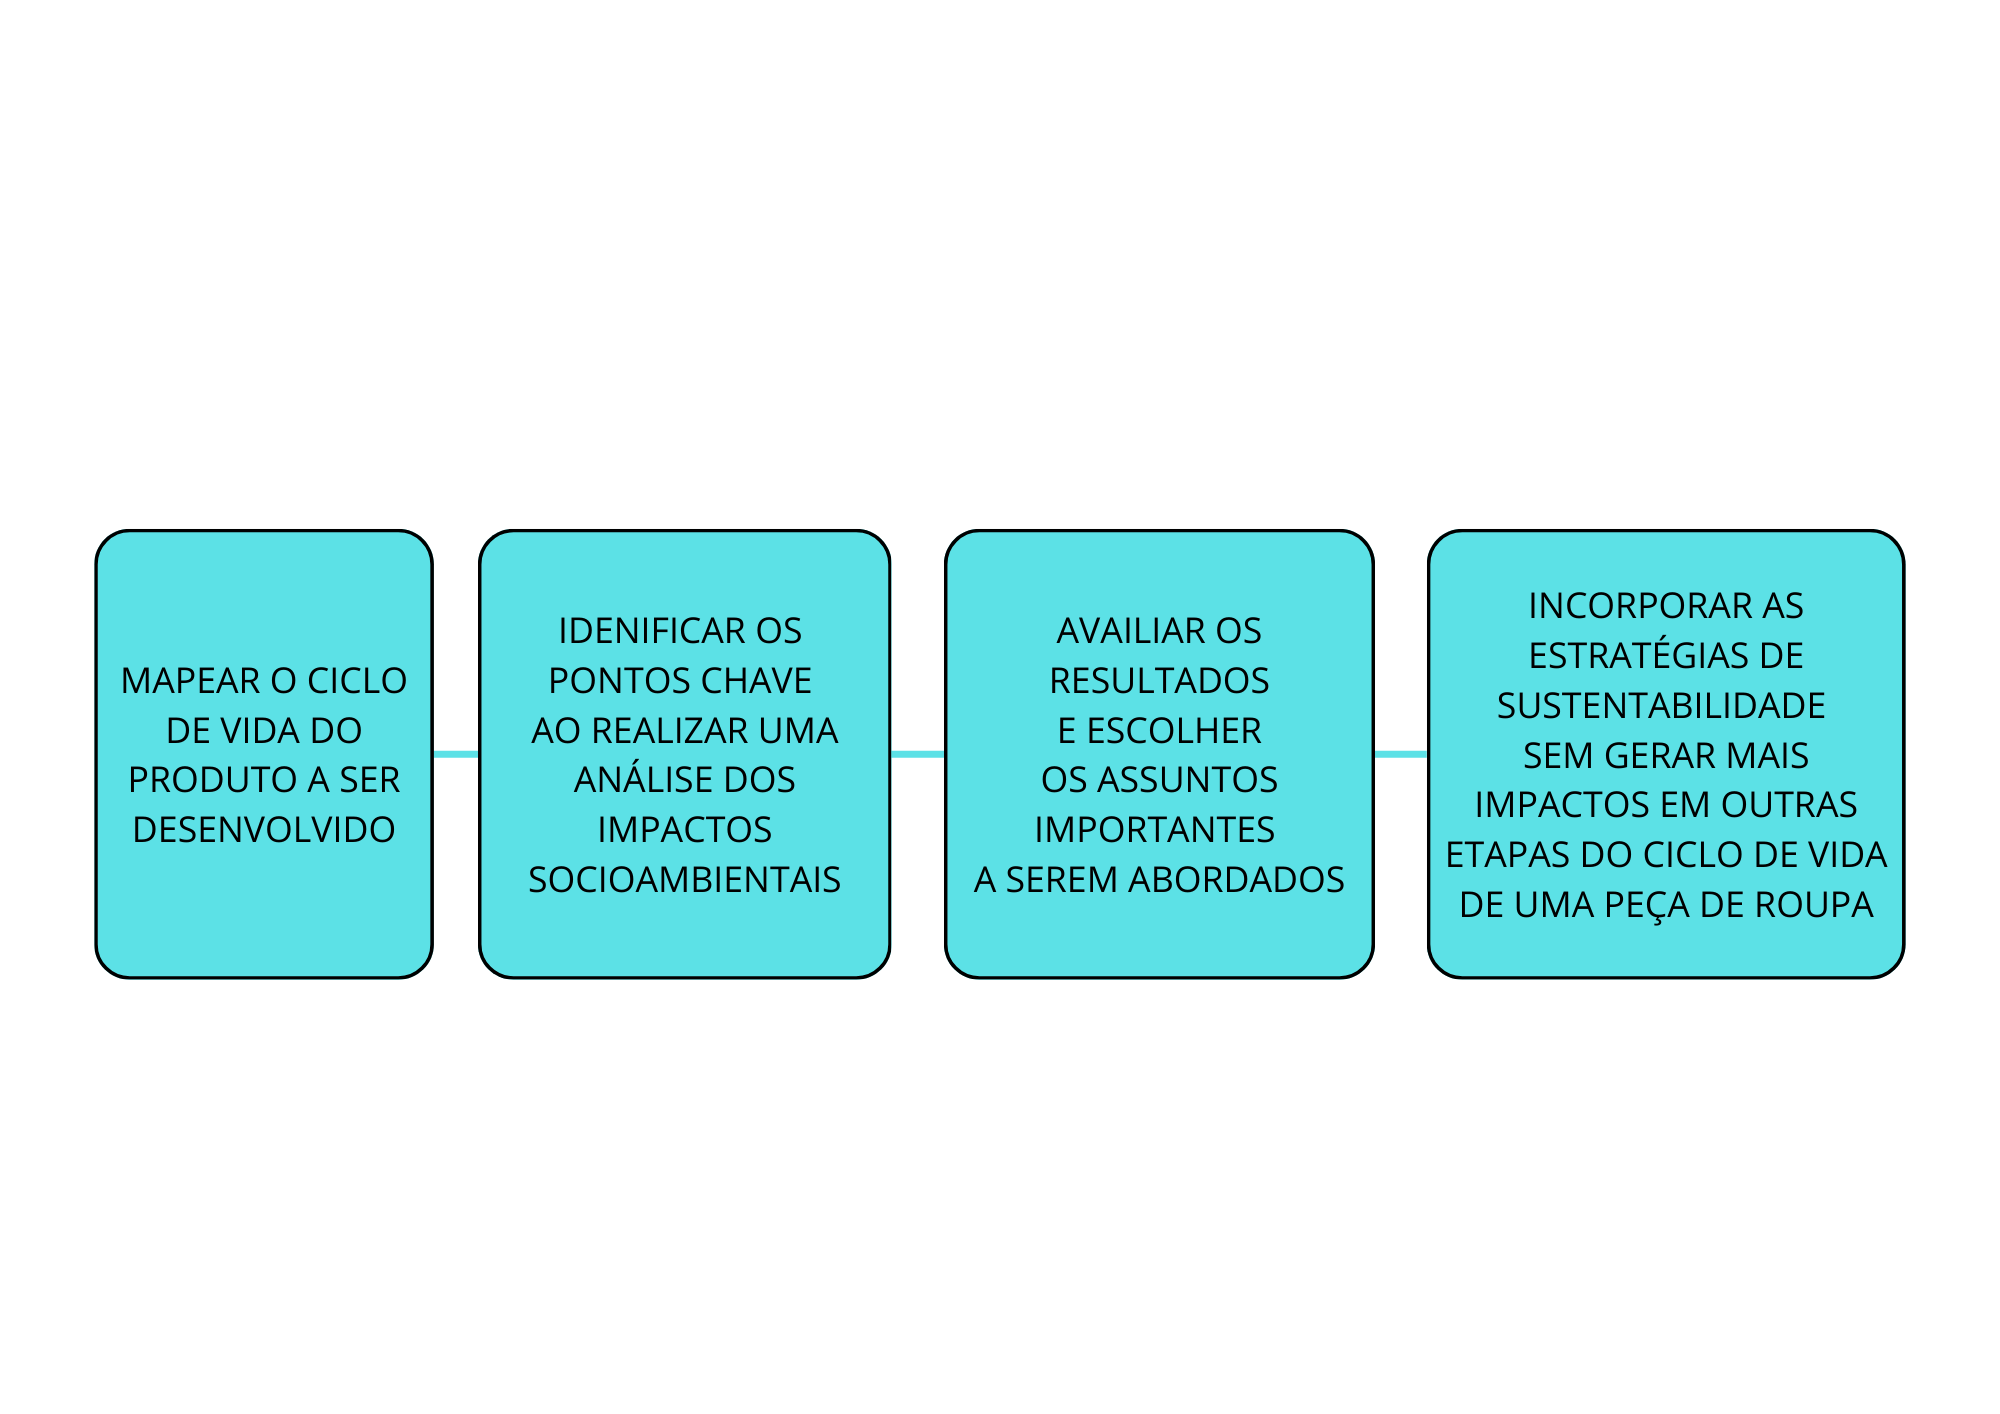 MAPEAR O CICLO
DE VIDA DO
PRODUTO A SER
DESENVOLVIDO
IDENIFICAR OS
PONTOS CHAVE
AO REALIZAR UMA
ANÁLISE DOS
IMPACTOS
SOCIOAMBIENTAIS
AVAILIAR OS
RESULTADOS
E ESCOLHER
OS ASSUNTOS
IMPORTANTES
A SEREM ABORDADOS
INCORPORAR AS
ESTRATÉGIAS DE
SUSTENTABILIDADE
SEM GERAR MAIS
IMPACTOS EM OUTRAS
ETAPAS DO CICLO DE VIDA
DE UMA PEÇA DE ROUPA